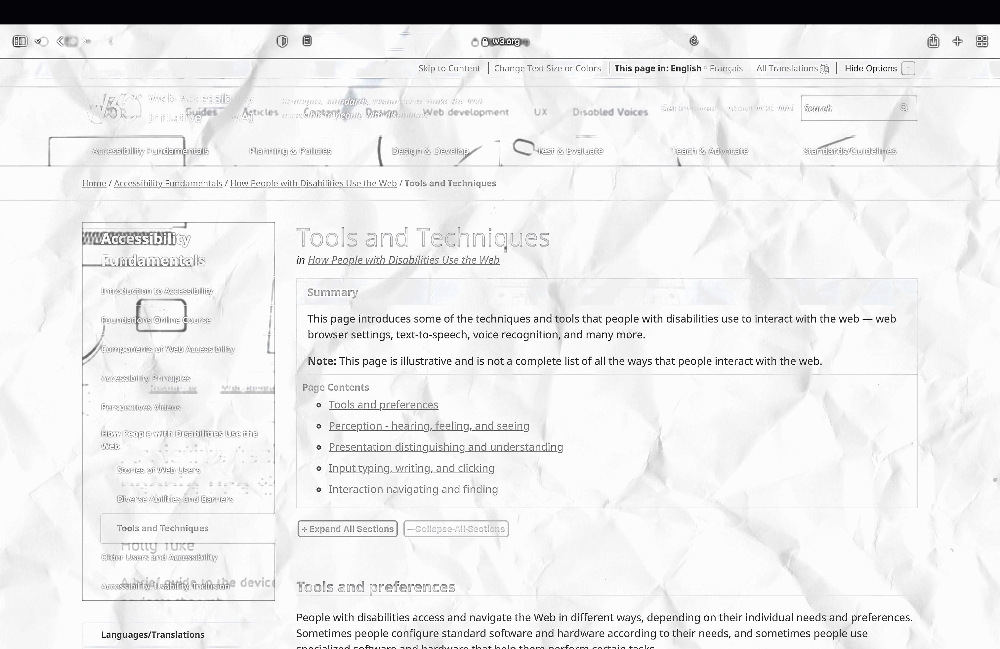 w3.org
Skip to Content
Change Text Size or Colors
This page in: English
Français
All Translations
Hide Options
W3C® Web Accessibility
Initiative WAI
Strategies, standards, resources to make the Web
accessible to people with disabilities
Guides Articles Content Design Web development UX Disabled Voices
Get Involved About W3C WAI
Search
Accessibility Fundamentals
Planning & Policies
Design & Develop
Test & Evaluate
Teach & Advocate
Standards/Guidelines
Home / Accessibility Fundamentals / How People with Disabilities Use the Web / Tools and Techniques
Accessibility
Fundamentals
Introduction to Accessibility
Foundations Online Course
Components of Web Accessibility
Accessibility Principles
Perspectives Videos
How People with Disabilities Use the
Web
Stories of Web Users
Diverse Abilities and Barriers
Tools and Techniques
Holly Tuke
Older Users and Accessibility
A brief guide to the
Accessibility, Usability, Inclusion
Languages/Translations
Tools and Techniques
in How People with Disabilities Use the Web
Summary
This page introduces some of the techniques and tools that people with disabilities use to interact with the web — web
browser settings, text-to-speech, voice recognition, and many more.
Note: This page is illustrative and is not a complete list of all the ways that people interact with the web.
Page Contents
Tools and preferences
Perception - hearing, feeling, and seeing
Presentation distinguishing and understanding
Input typing, writing, and clicking
Interaction navigating and finding
+ Expand All Sections
— Collapse All Sections
Tools and preferences
People with disabilities access and navigate the Web in different ways, depending on their individual needs and preferences.
Sometimes people configure standard software and hardware according to their needs, and sometimes people use
specialized software and hardware that help them perform certain tasks.